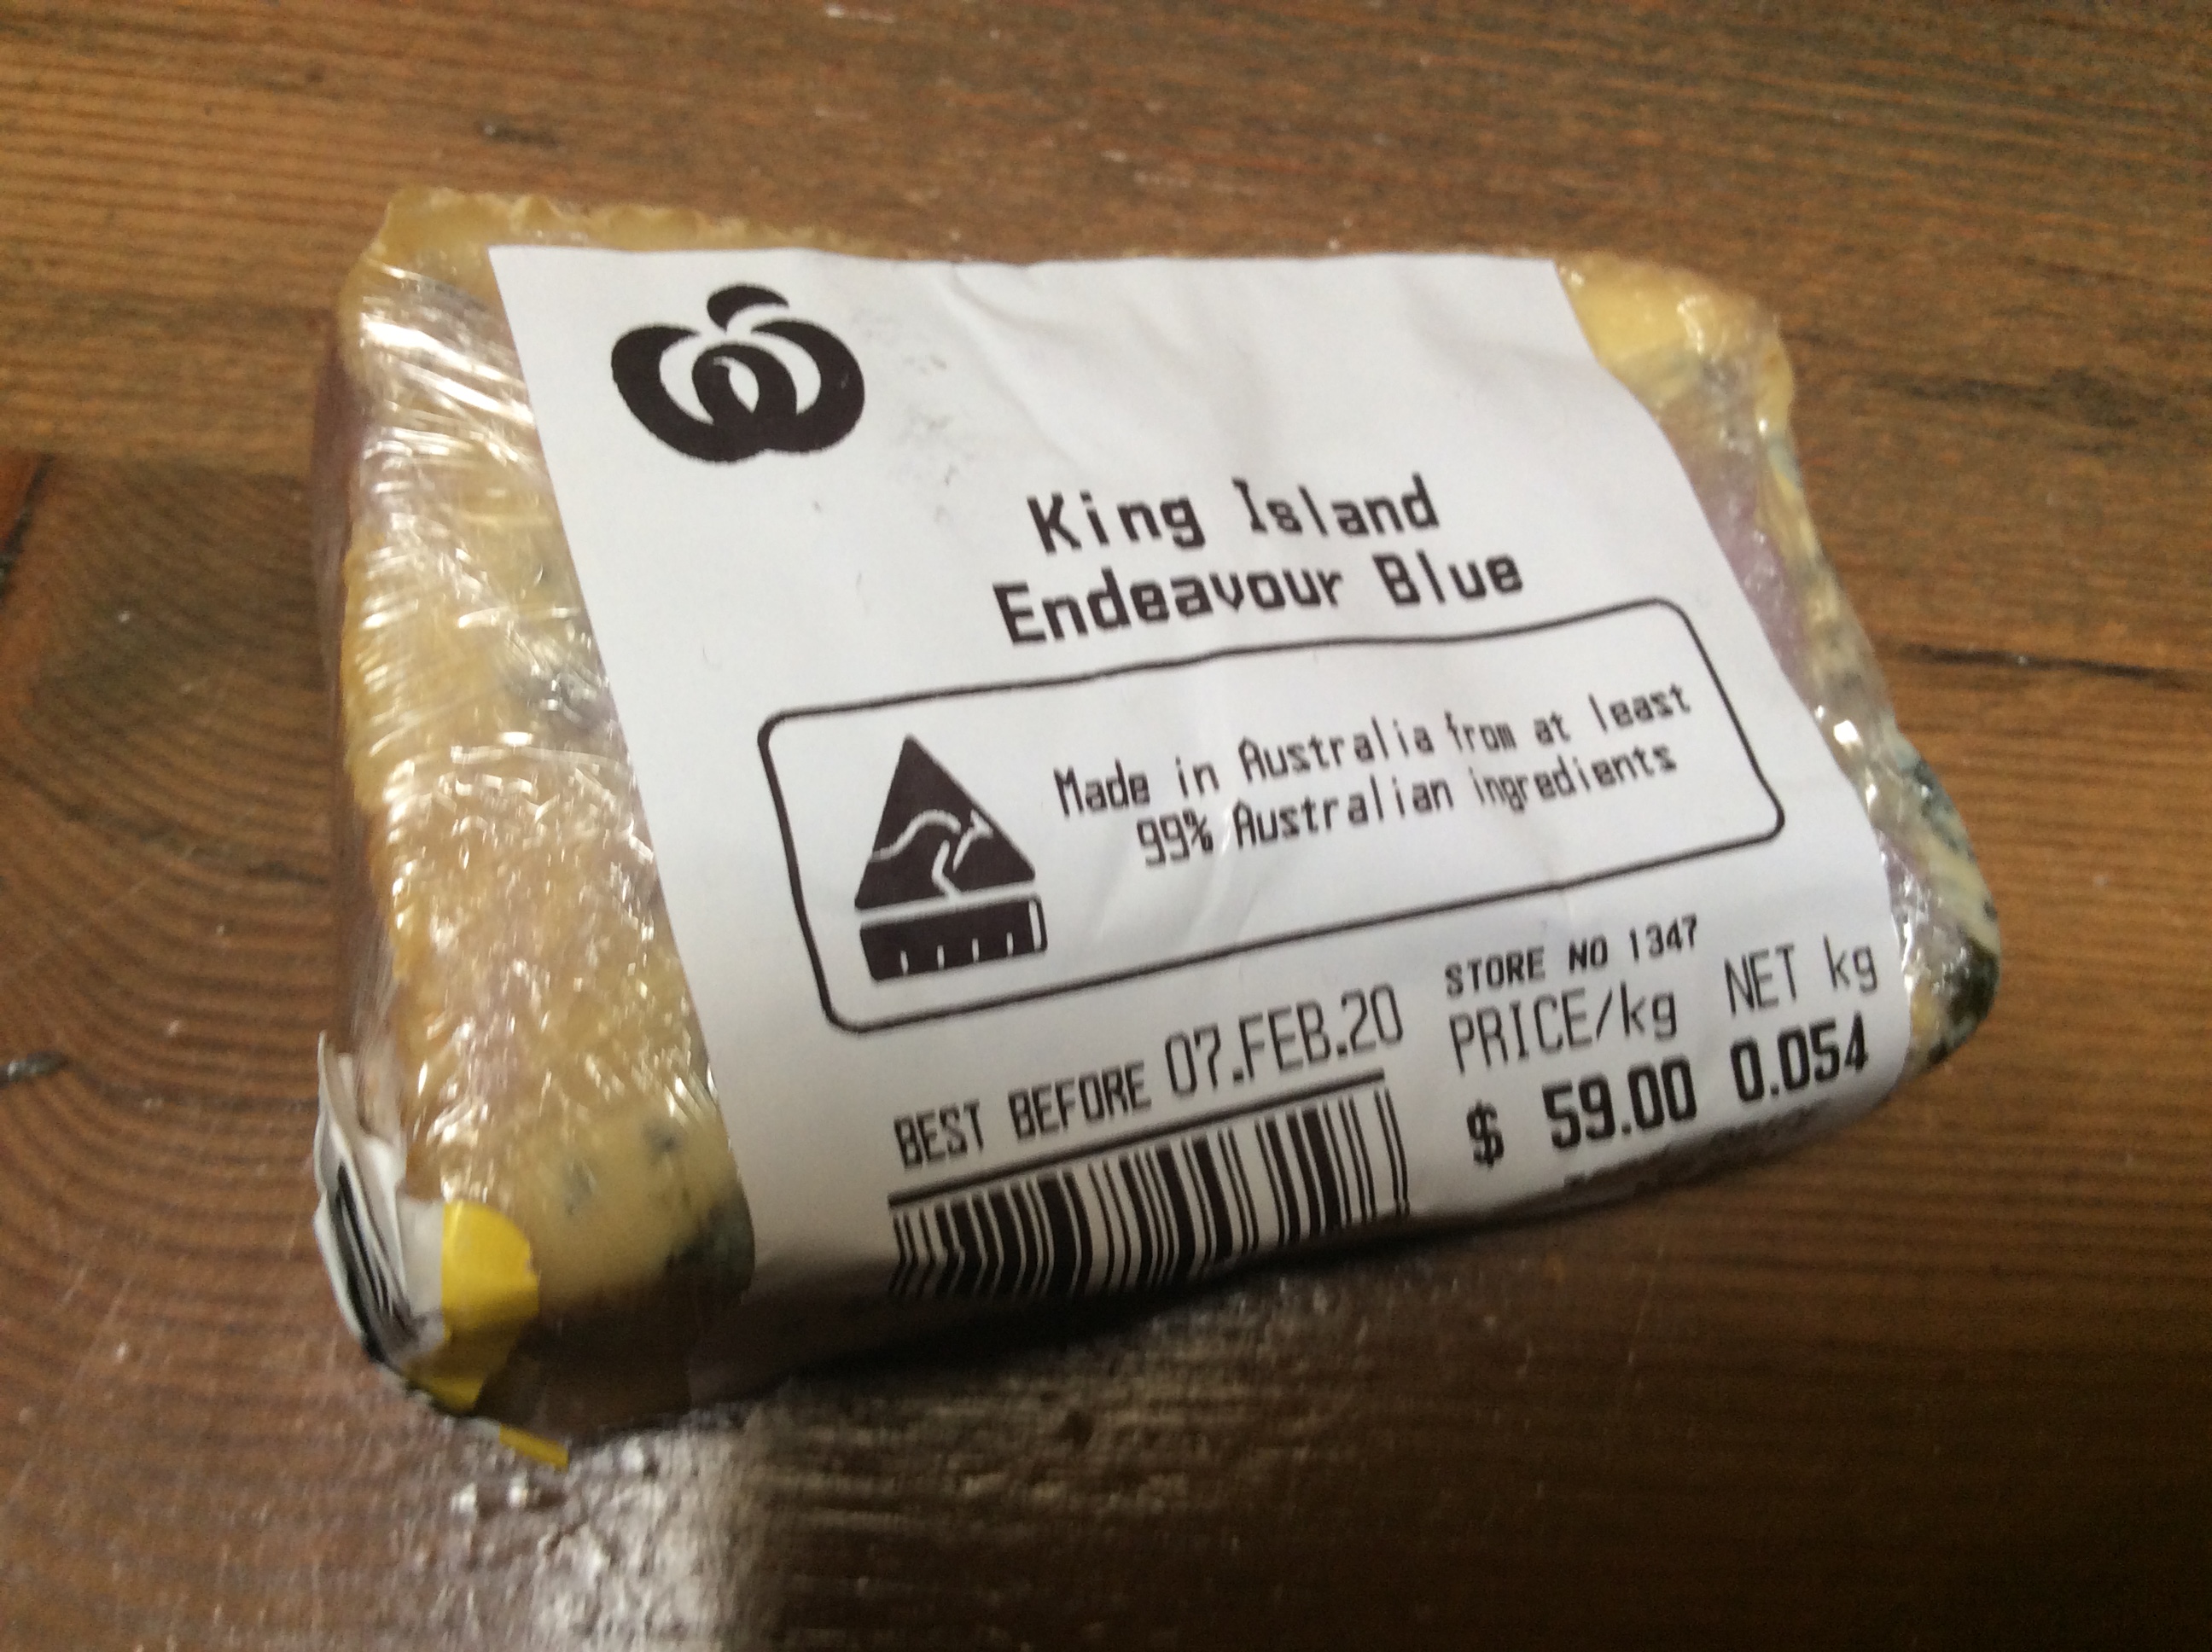 King Island
Endeavour Blue
Made in Australia from at least
99% Australian ingredients
STORE NO 1347
BEST BEFORE 07.FEB.20
PRICE/kg NET kg
$ 59.00 0.054